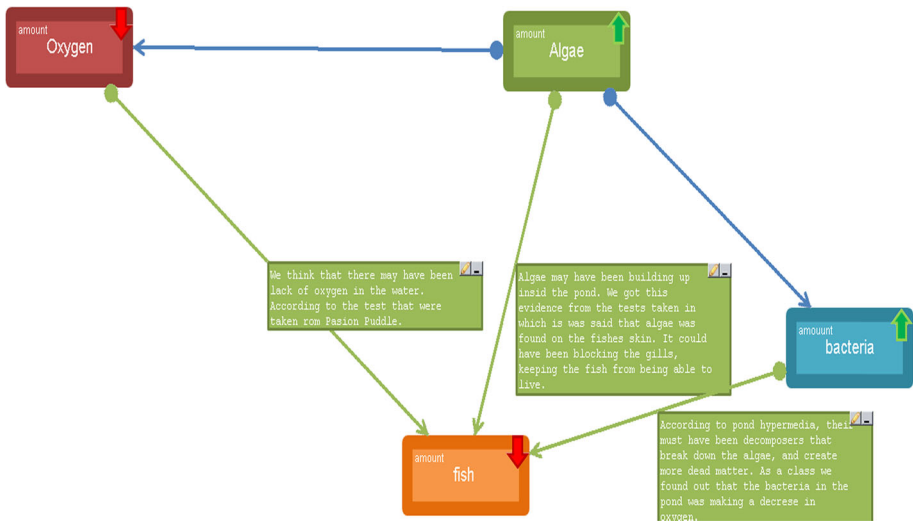 amount
Oxygen
amount
Algae
We think that there may have been
lack of oxygen in the water.
According to the test that were
taken rom Pasion Puddle.
Algae may have been building up
insid the pond. We got this
evidence from the tests taken in
which is was said that algae was
found on the fishes skin. It could
have been blocking the gills,
keeping the fish from being able to
live.
amouunt
bacteria
amount
fish
According to pond hypermedia, their
must have been decomposers that
break down the algae, and create
more dead matter. As a class we
found out that the bacteria in the
pond was making a decrese in
oxygen.